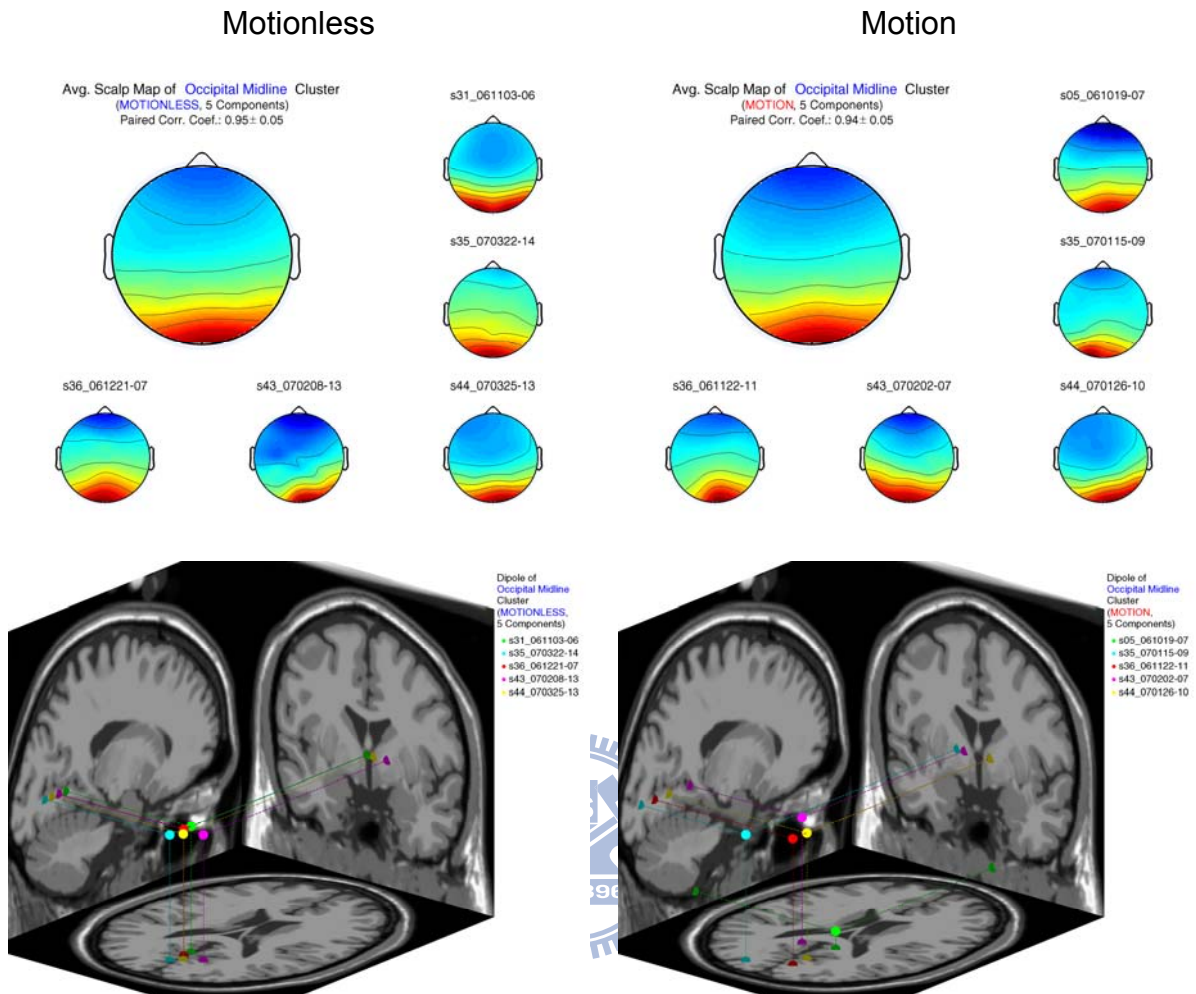 Motionless
Motion
Avg. Scalp Map of Occipital Midline Cluster
(MOTIONLESS, 5 Components)
Paired Corr. Coef.: 0.95± 0.05
s31_061103-06
s35_070322-14
s36_061221-07
s43_070208-13
s44_070325-13
Avg. Scalp Map of Occipital Midline Cluster
(MOTION, 5 Components)
Paired Corr. Coef.: 0.94± 0.05
s05_061019-07
s35_070115-09
s36_061122-11
s43_070202-07
s44_070126-10
Dipole of
Occipital Midline
Cluster
(MOTIONLESS,
5 Components)
s31_061103-06
s35_070322-14
s36_061221-07
s43_070208-13
s44_070325-13
Dipole of
Occipital Midline
Cluster
(MOTION,
5 Components)
s05_061019-07
s35_070115-09
s36_061122-11
s43_070202-07
s44_070126-10